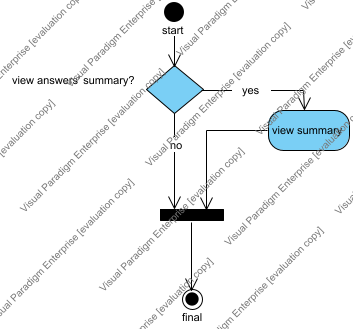 start
view answers' summary?
yes
view summary
no
final
Visual Paradigm Enterprise [evaluation copy]